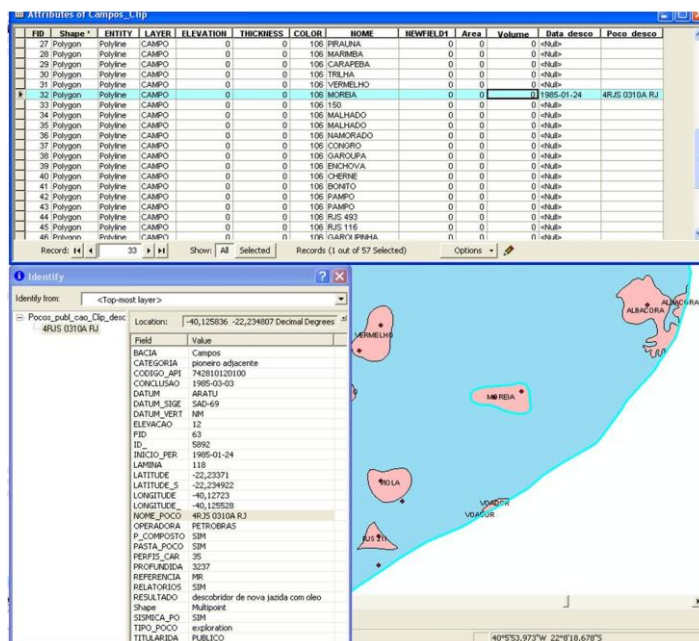 Attributes of Campos_Clip
FID Shape * ENTITY LAYER ELEVATION THICKNESS COLOR NOME NEWFIELD1 Area Volume Data_desco Poco_desco
27 Polygon Polyline CAMPO 0 0 106 PIRAUNA 0 0 0 <Null>
28 Polygon Polyline CAMPO 0 0 106 MARIMBA 0 0 0 <Null>
29 Polygon Polyline CAMPO 0 0 106 CARAPEBA 0 0 0 <Null>
30 Polygon Polyline CAMPO 0 0 106 TRILHA 0 0 0 <Null>
31 Polygon Polyline CAMPO 0 0 106 VERMELHO 0 0 0 <Null>
32 Polygon Polyline CAMPO 0 0 106 MOREIA 0 0 0 1985-01-24 4RJS 0310A RJ
33 Polygon Polyline CAMPO 0 0 106 150 0 0 0 <Null>
34 Polygon Polyline CAMPO 0 0 106 MALHADO 0 0 0 <Null>
35 Polygon Polyline CAMPO 0 0 106 MALHADO 0 0 0 <Null>
36 Polygon Polyline CAMPO 0 0 106 NAMORADO 0 0 0 <Null>
37 Polygon Polyline CAMPO 0 0 106 CONGRO 0 0 0 <Null>
38 Polygon Polyline CAMPO 0 0 106 GAROUPA 0 0 0 <Null>
39 Polygon Polyline CAMPO 0 0 106 ENCHOVA 0 0 0 <Null>
40 Polygon Polyline CAMPO 0 0 106 CHERNE 0 0 0 <Null>
41 Polygon Polyline CAMPO 0 0 106 BONITO 0 0 0 <Null>
42 Polygon Polyline CAMPO 0 0 106 PAMPO 0 0 0 <Null>
43 Polygon Polyline CAMPO 0 0 106 PAMPO 0 0 0 <Null>
44 Polygon Polyline CAMPO 0 0 106 RJS 493 0 0 0 <Null>
45 Polygon Polyline CAMPO 0 0 106 RJS 116 0 0 0 <Null>
46 Polygon Polyline CAMPO 0 0 106 GAROUPINHA 0 0 0 <Null>
Record: 33 Show: All Selected Records (1 out of 57 Selected) Options
Identify
Identify from: <Top-most layer>
Pocos_publ_cao_Clip_desc
4RJS 0310A RJ
Location: -40,125836 -22,234807 Decimal Degrees
Field Value
BACIA Campos
CATEGORIA pioneiro adjacente
CODIGO_API 742810120100
CONCLUSAO 1985-03-03
DATUM ARATU
DATUM_SIGE SAD-69
DATUM_VERT NM
ELEVACAO 12
FID 63
ID_ 5892
INICIO_PER 1985-01-24
LAMINA 118
LATITUDE -22,23371
LATITUDE_S -22,234922
LONGITUDE -40,12723
LONGITUDE_ -40,125528
NOME_POCO 4RJS 0310A RJ
OPERADORA PETROBRAS
P_COMPOSTO SIM
PASTA_POCO SIM
PERFIS_CAR 35
PROFUNDIDA 3237
REFERENCIA MR
RELATORIOS SIM
RESULTADO descobridor de nova jazida com oleo
Shape Multipoint
SISMICA_PO SIM
TIPO_POCO exploration
TITULARIDA PUBLICO
ALBACORA
ALBACORA
VERMELHO
MOREIA
VOADOR
VOADOR
40°5'53,973"W 22°8'18,678"S